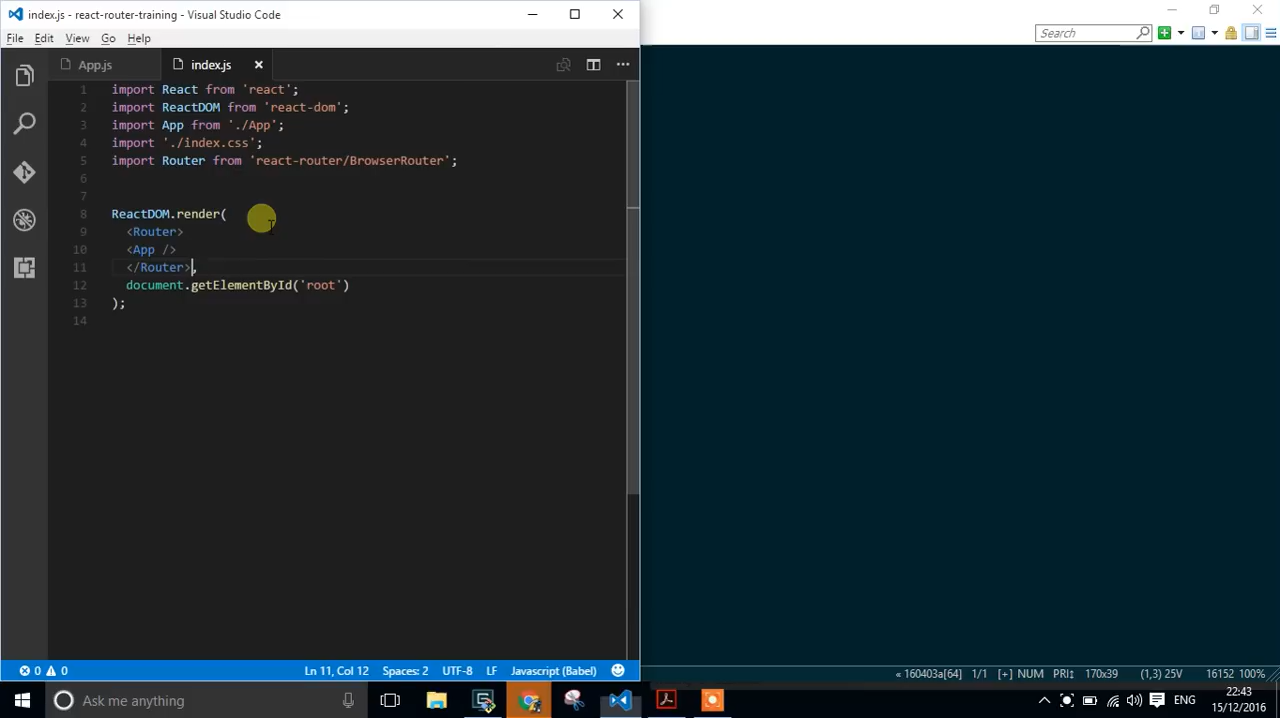 index.js - react-router-training - Visual Studio Code
File Edit View Go Help
Search
App.js index.js
1 import React from 'react';
2 import ReactDOM from 'react-dom';
3 import App from './App';
4 import './index.css';
5 import Router from 'react-router/BrowserRouter';
6
7
8 ReactDOM.render(
9 <Router>
10 <App />
11 </Router>,
12 document.getElementById('root')
13 );
14
0 0 Ln 11, Col 12 Spaces: 2 UTF-8 LF Javascript (Babel)
« 160403a[64] 1/1 [+] NUM PRI↕ 170x39 (1,3) 25V 16152 100%
Ask me anything
ENG
22:43
15/12/2016